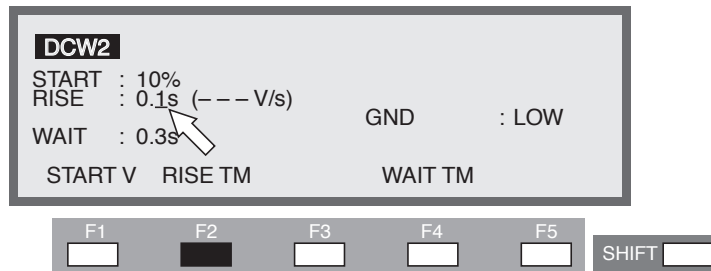 DCW2
START : 10%
RISE : 0.1s (– – – V/s)
GND : LOW
WAIT : 0.3s
START V RISE TM WAIT TM
F1 F2 F3 F4 F5
SHIFT